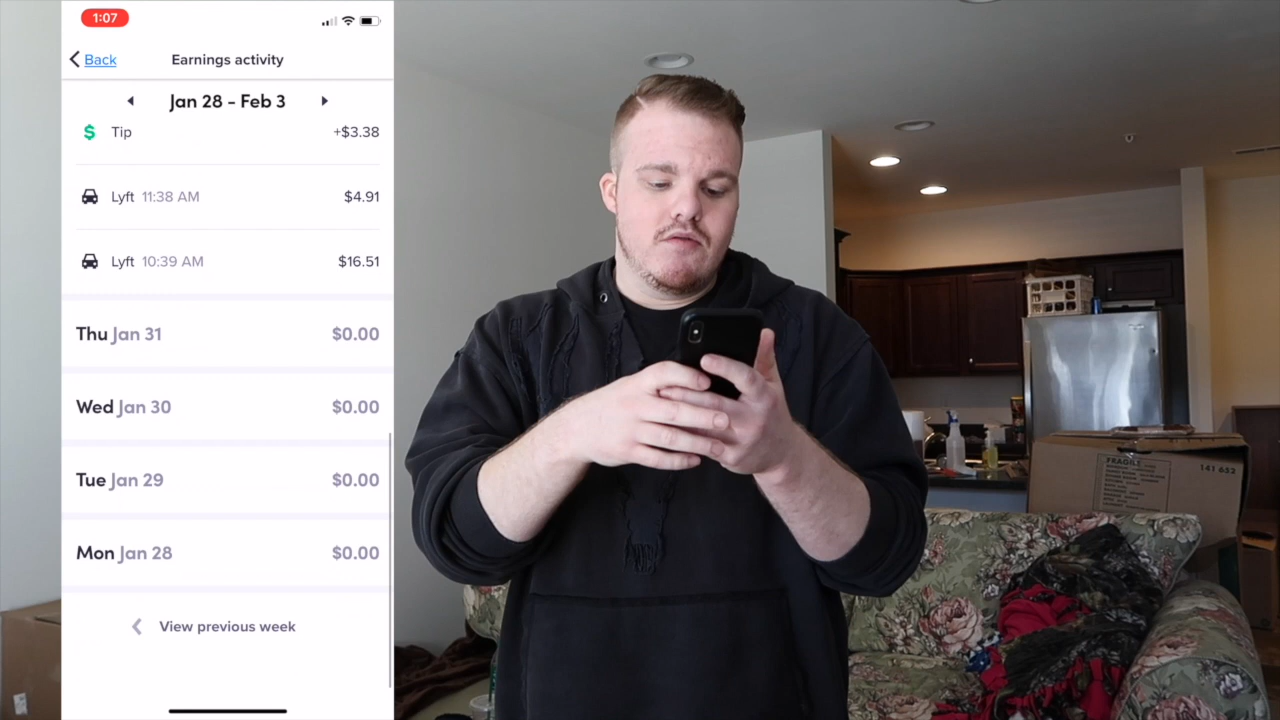 1:07
Back
Earnings activity
Jan 28 - Feb 3
Tip +$3.38
Lyft 11:38 AM $4.91
Lyft 10:39 AM $16.51
Thu Jan 31 $0.00
Wed Jan 30 $0.00
Tue Jan 29 $0.00
Mon Jan 28 $0.00
View previous week
FRAGILE
141 632